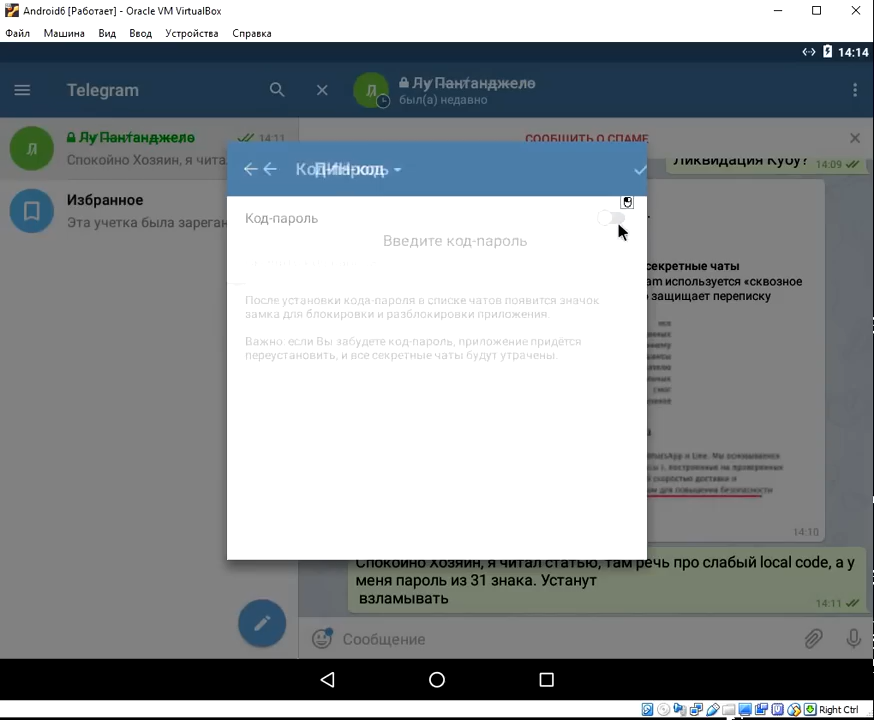 Android6 [Работает] - Oracle VM VirtualBox
Файл Машина Вид Ввод Устройства Справка
14:14
Telegram
Лу Пантанджело
был(а) недавно
Лу Пантанджело
14:11
Спокойно Хозяин, я чита
Избранное
Эта учетка была зареган
СООБЩИТЬ О СПАМЕ
Ликвидация Кубу?
14:09
Код-пароль
Введите код-пароль
После установки кода-пароля в списке чатов появится значок
замка для блокировки и разблокировки приложения.
Важно: если Вы забудете код-пароль, приложение придётся
переустановить, и все секретные чаты будут утрачены.
секретные чаты
am используется «сквозное
о защищает переписку
14:10
Спокойно Хозяин, я читал статью, там речь про слабый local code, а у
меня пароль из 31 знака. Устанут
взламывать
14:11
Сообщение
Right Ctrl